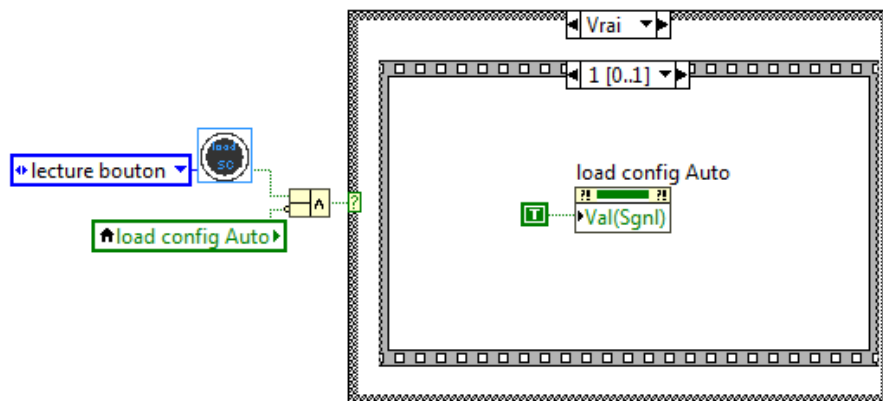 Vrai
1 [0..1]
load
SC
lecture bouton
load config Auto
load config Auto
?! ?!
T
Val(Sgnl)
?